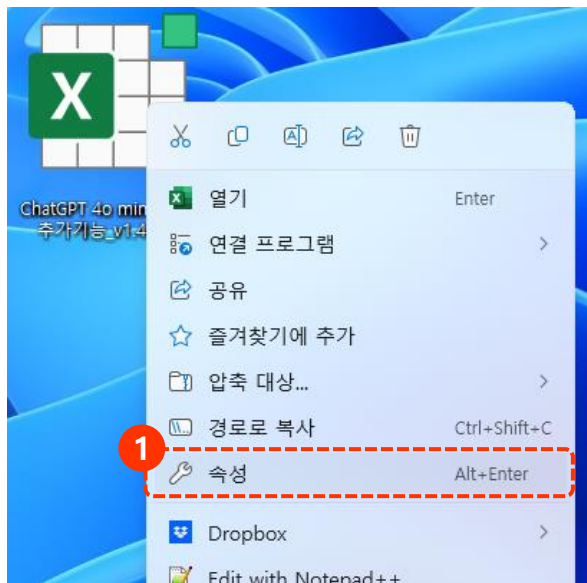 X
ChatGPT 4o min
추가기능_v1.4
열기 Enter
연결 프로그램
공유
즐겨찾기에 추가
압축 대상...
경로로 복사 Ctrl+Shift+C
1
속성 Alt+Enter
Dropbox
Edit with Notepad++